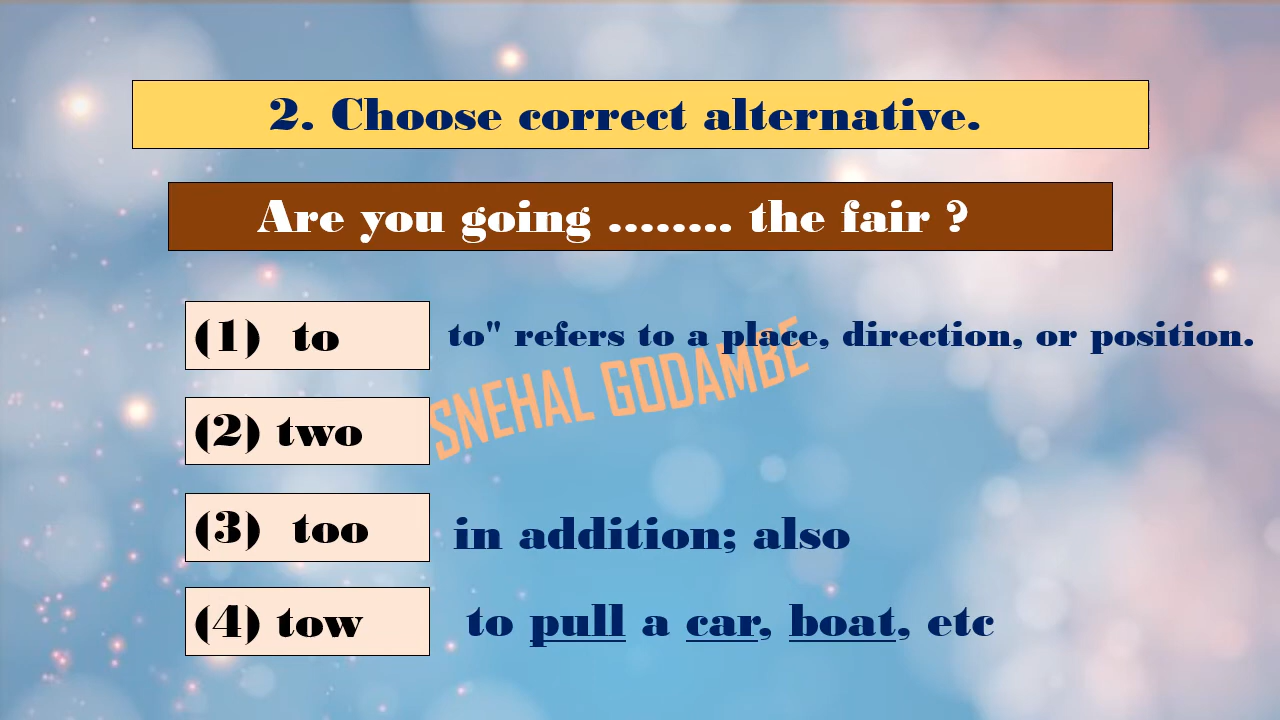 2. Choose correct alternative.
Are you going ........ the fair ?
(1) to
to" refers to a place, direction, or position.
SNEHAL GODAMBE
(2) two
(3) too
in addition; also
(4) tow
to pull a car, boat, etc